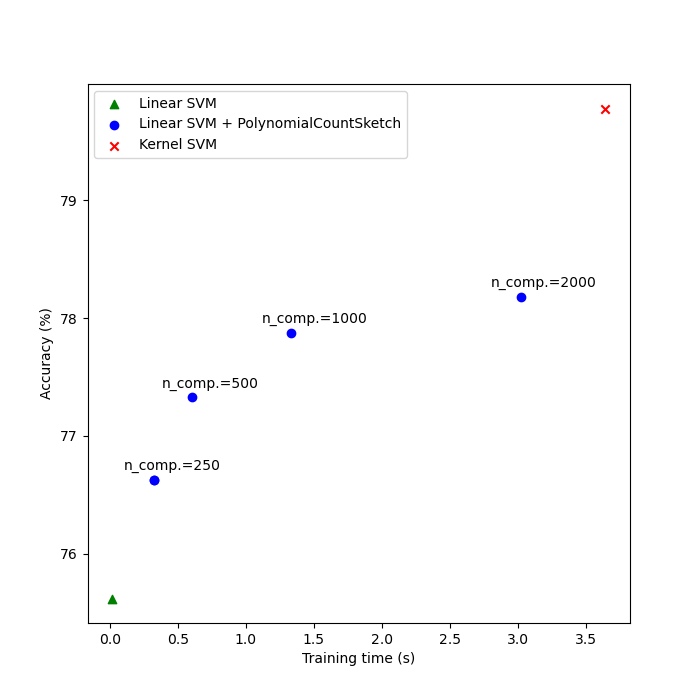 Linear SVM
Linear SVM + PolynomialCountSketch
Kernel SVM
79
n_comp.=2000
78
n_comp.=1000
n_comp.=500
77
n_comp.=250
76
Accuracy (%)
0.0 0.5 1.0 1.5 2.0 2.5 3.0 3.5
Training time (s)